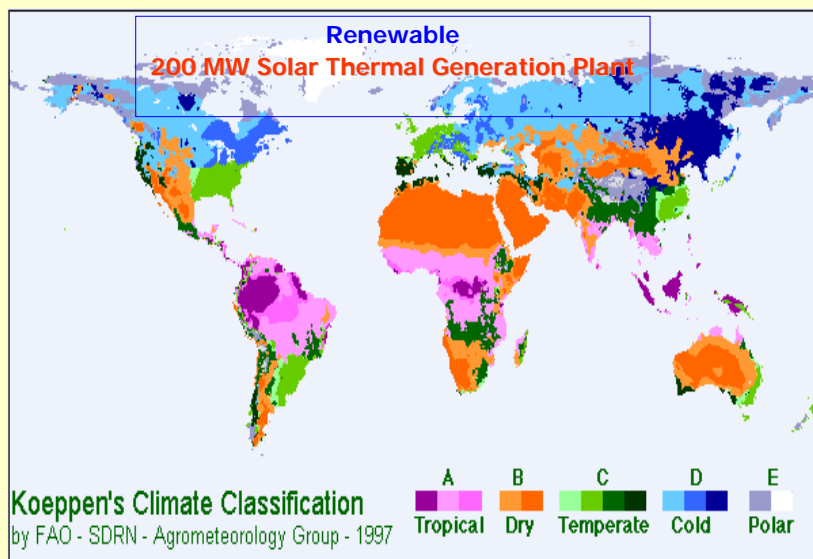 Renewable
200 MW Solar Thermal Generation Plant
Koeppen's Climate Classification
by FAO - SDRN - Agrometeorology Group - 1997
A B C D E
Tropical Dry Temperate Cold Polar